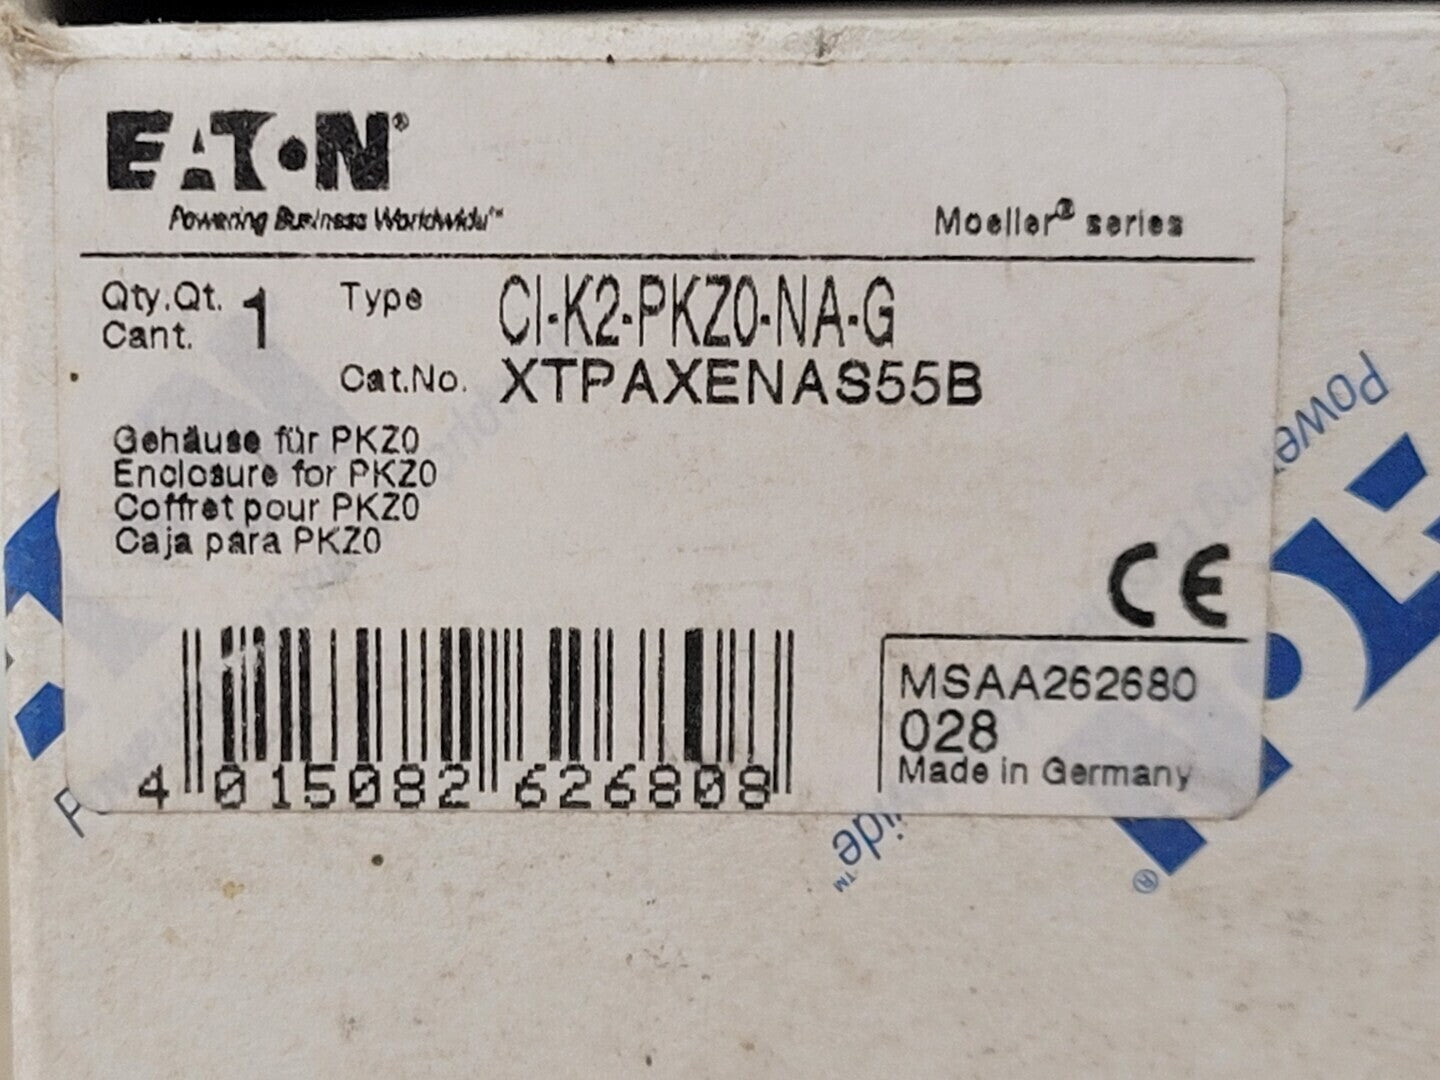 EATON®
Powering Business Worldwide™
Moeller® series
Qty.Qt. Cant. 1 Type CI-K2-PKZ0-NA-G
Cat.No. XTPAXENAS55B
Gehäuse für PKZ0
Enclosure for PKZ0
Coffret pour PKZ0
Caja para PKZ0
CE
MSAA262680
028
Made in Germany
4 015082 626808